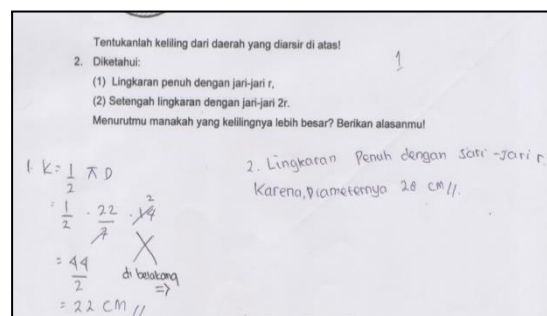 Tentukanlah keliling dari daerah yang diarsir di atas!
2. Diketahui:
(1) Lingkaran penuh dengan jari-jari r,
(2) Setengah lingkaran dengan jari-jari 2r.
Menurutmu manakah yang kelilingnya lebih besar? Berikan alasanmu!
1
1. K = 1/2 π D
= 1/2 · 22/7 · 14 2
= 44/2
= 22 cm //
di belakang
=>
2. Lingkaran Penuh dengan Jari-Jari r.
Karena, Diameternya 28 cm //.